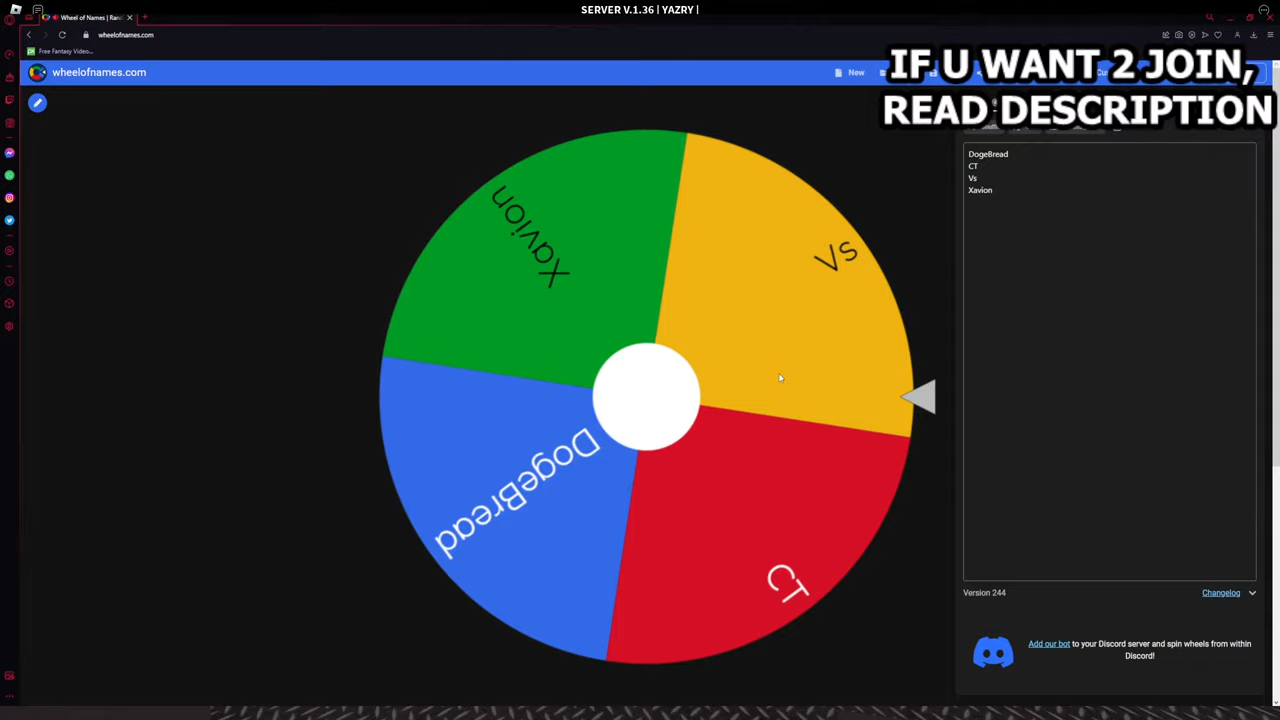 SERVER V.1.36 | YAZRY |
Wheel of Names | Ran
wheelofnames.com
Free Fantasy Video...
wheelofnames.com
New
IF U WANT 2 JOIN,
READ DESCRIPTION
DogeBread
CT
Vs
Xavion
Xavion
Vs
DogeBread
CT
Version 244
Changelog
Add our bot to your Discord server and spin wheels from within
Discord!